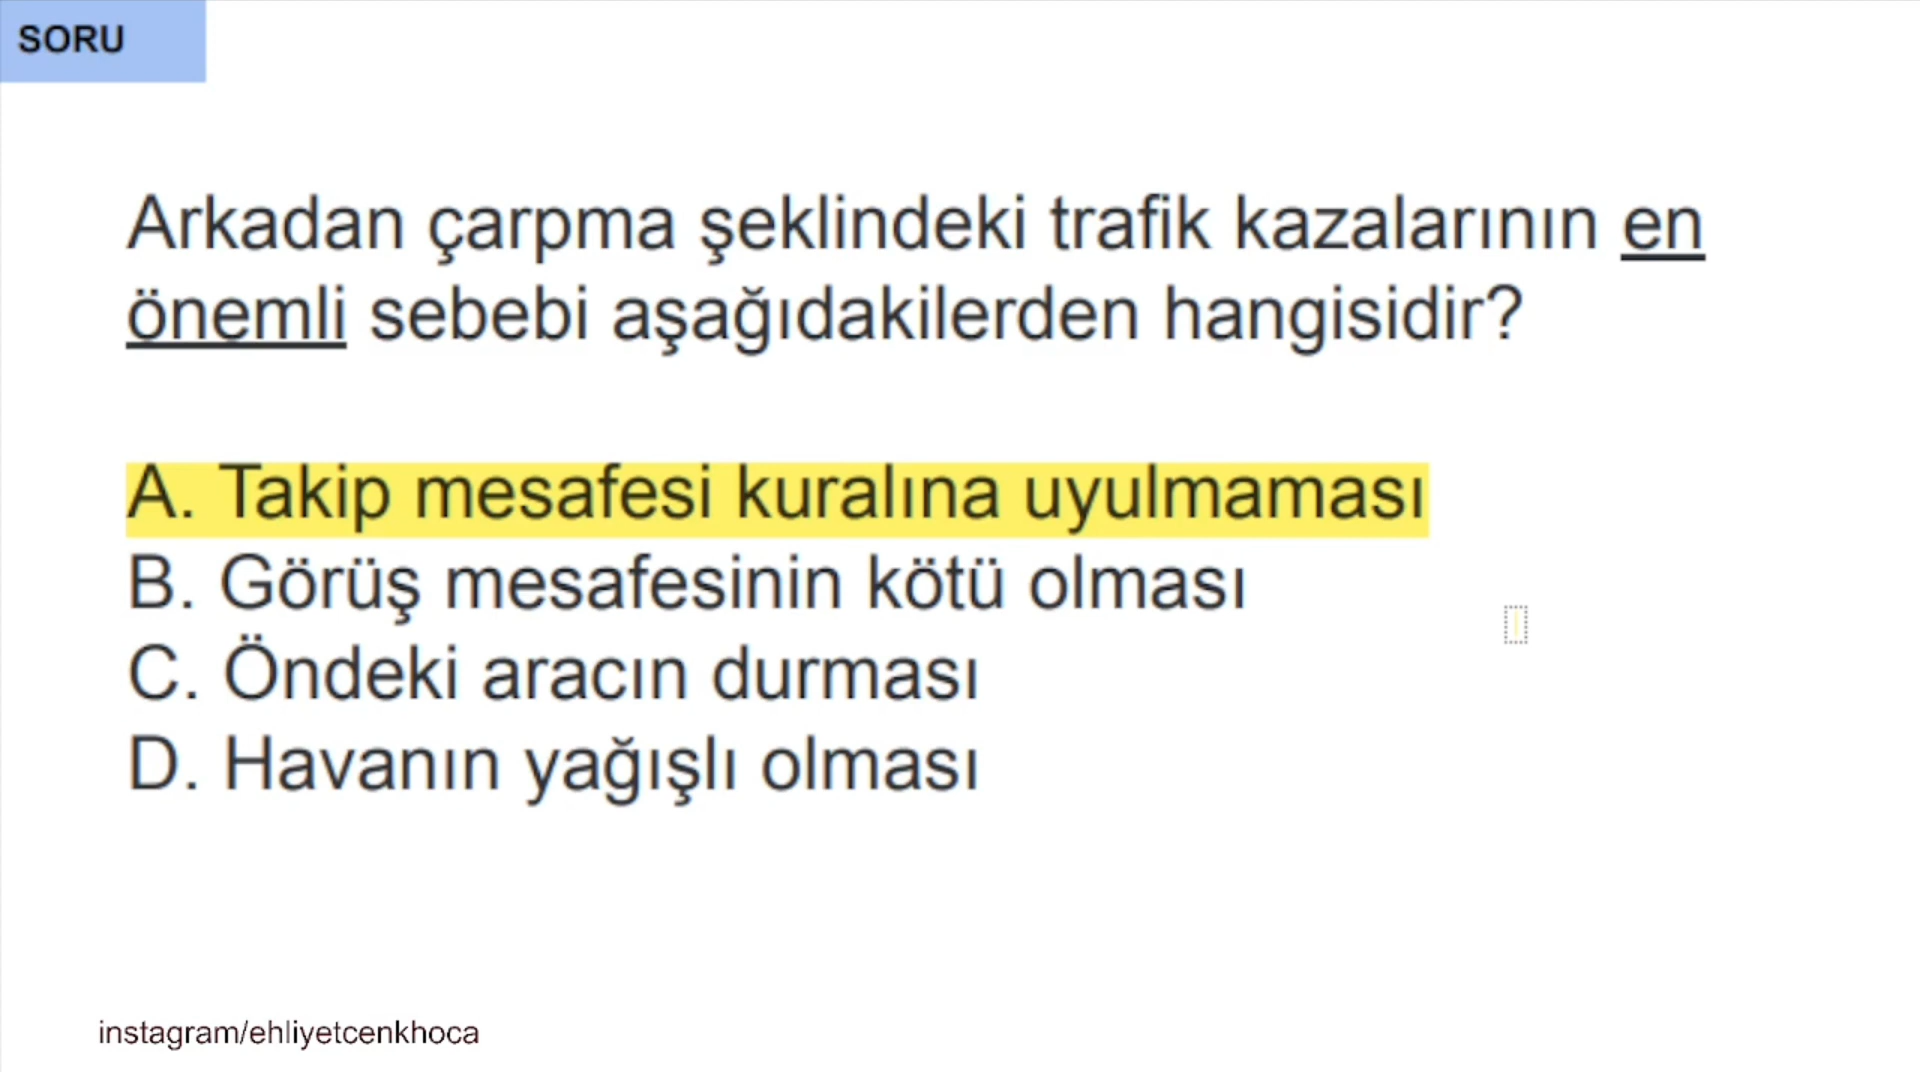 SORU
Arkadan çarpma şeklindeki trafik kazalarının en
önemli sebebi aşağıdakilerden hangisidir?
A. Takip mesafesi kuralına uyulmaması
B. Görüş mesafesinin kötü olması
C. Öndeki aracın durması
D. Havanın yağışlı olması
instagram/ehliyetcenkhoca